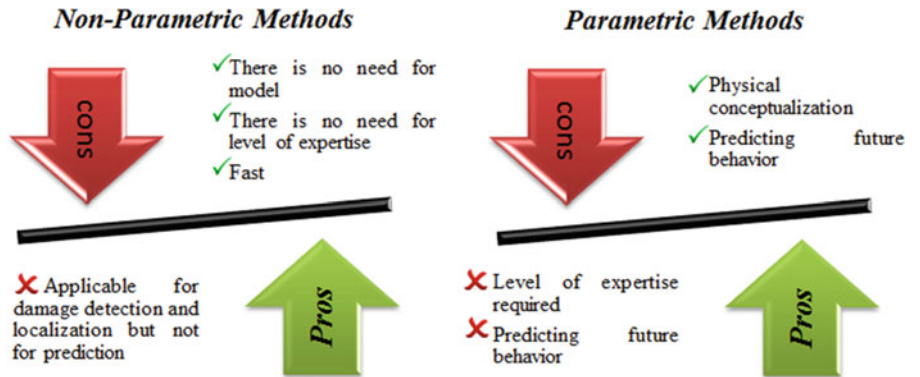 Non-Parametric Methods
cons
✓There is no need for
model
✓There is no need for
level of expertise
✓Fast
✗Applicable for
damage detection and
localization but not
for prediction
Pros
Parametric Methods
cons
✓Physical
conceptualization
✓Predicting future
behavior
✗Level of expertise
required
✗Predicting future
behavior
Pros